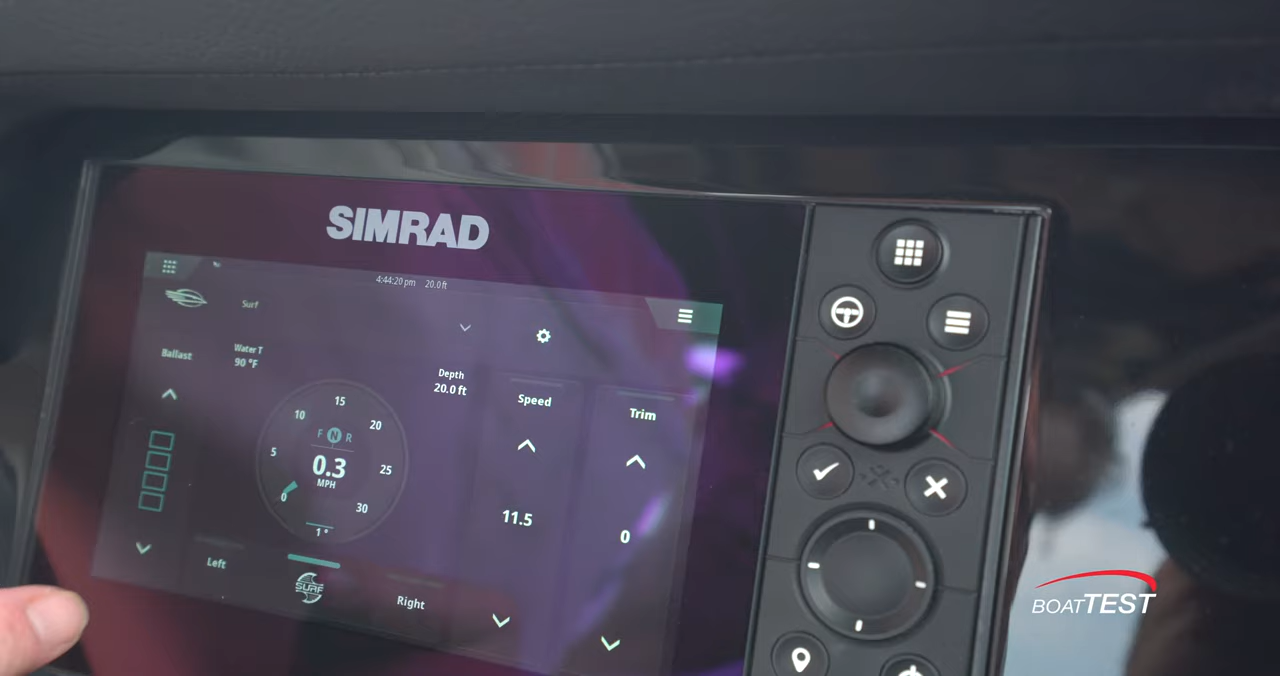 SIMRAD
4:44:20 pm 20.0 ft
Surf
Ballast
Water T
90 °F
Depth
20.0 ft
Speed
Trim
5
10
15
20
25
30
0
F N R
0.3
MPH
1°
11.5
0
Left
SURF
Right
BOATTEST